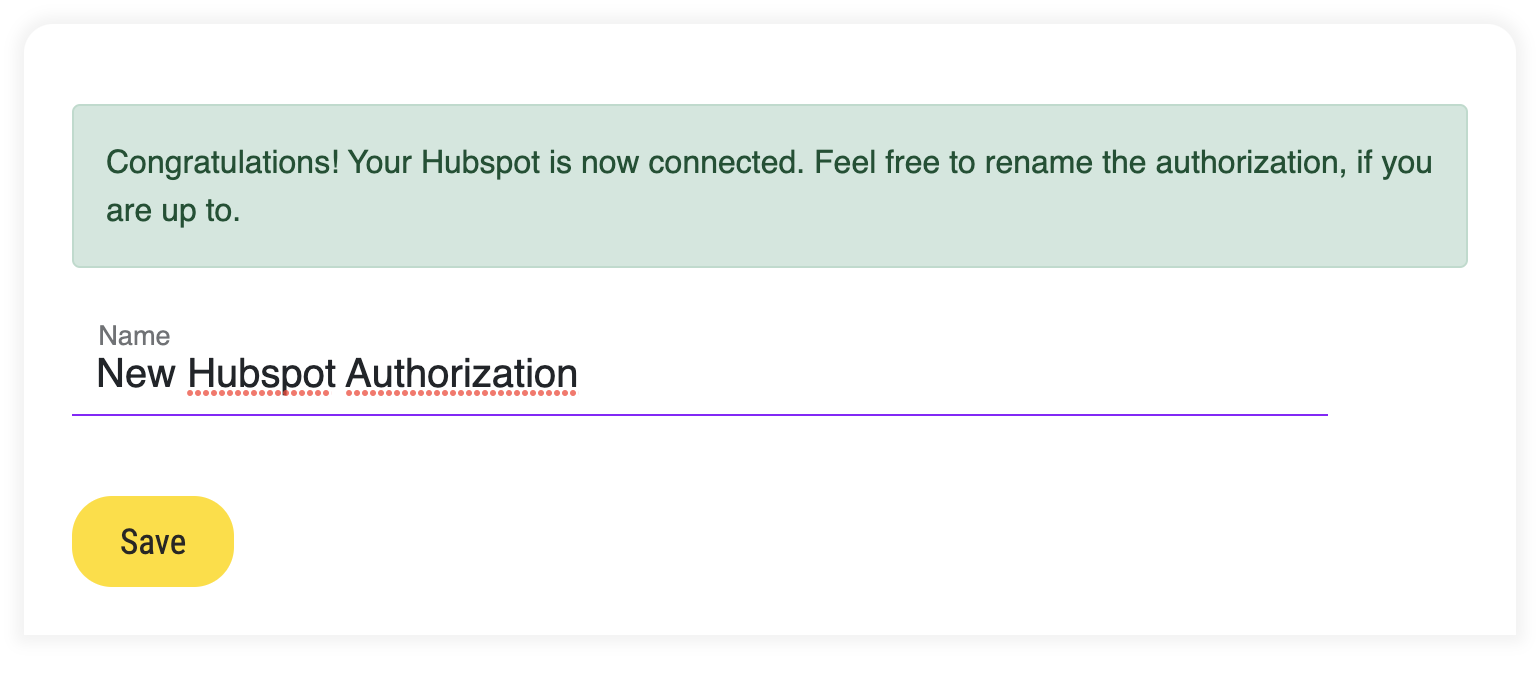 Congratulations! Your Hubspot is now connected. Feel free to rename the authorization, if you
are up to.
Name
New Hubspot Authorization
Save